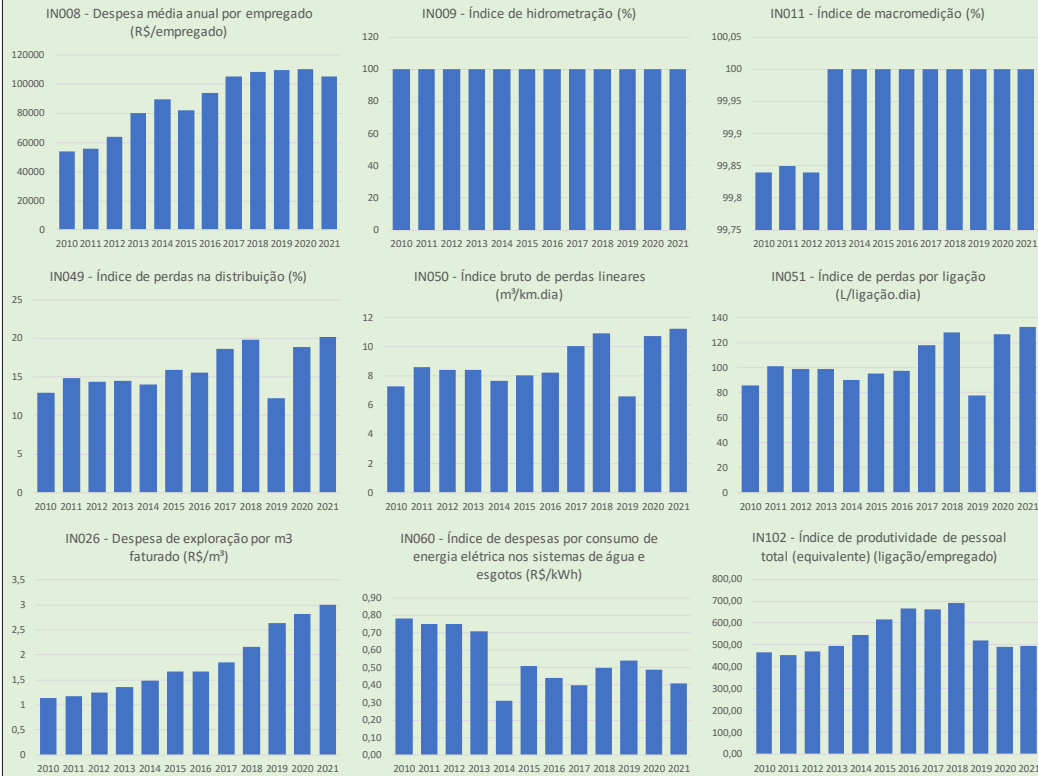 IN008 - Despesa média anual por empregado
(R$/empregado)
120000
100000
80000
60000
40000
20000
0
2010 2011 2012 2013 2014 2015 2016 2017 2018 2019 2020 2021
IN009 - Índice de hidrometração (%)
120
100
80
60
40
20
0
2010 2011 2012 2013 2014 2015 2016 2017 2018 2019 2020 2021
IN011 - Índice de macromedição (%)
100,05
100
99,95
99,9
99,85
99,8
99,75
2010 2011 2012 2013 2014 2015 2016 2017 2018 2019 2020 2021
IN049 - Índice de perdas na distribuição (%)
25
20
15
10
5
0
2010 2011 2012 2013 2014 2015 2016 2017 2018 2019 2020 2021
IN050 - Índice bruto de perdas lineares
(m³/km.dia)
12
10
8
6
4
2
0
2010 2011 2012 2013 2014 2015 2016 2017 2018 2019 2020 2021
IN051 - Índice de perdas por ligação
(L/ligação.dia)
140
120
100
80
60
40
20
0
2010 2011 2012 2013 2014 2015 2016 2017 2018 2019 2020 2021
IN026 - Despesa de exploração por m3
faturado (R$/m³)
3,5
3
2,5
2
1,5
1
0,5
0
2010 2011 2012 2013 2014 2015 2016 2017 2018 2019 2020 2021
IN060 - Índice de despesas por consumo de
energia elétrica nos sistemas de água e
esgotos (R$/kWh)
0,90
0,80
0,70
0,60
0,50
0,40
0,30
0,20
0,10
0,00
2010 2011 2012 2013 2014 2015 2016 2017 2018 2019 2020 2021
IN102 - Índice de produtividade de pessoal
total (equivalente) (ligação/empregado)
800,00
700,00
600,00
500,00
400,00
300,00
200,00
100,00
0,00
2010 2011 2012 2013 2014 2015 2016 2017 2018 2019 2020 2021